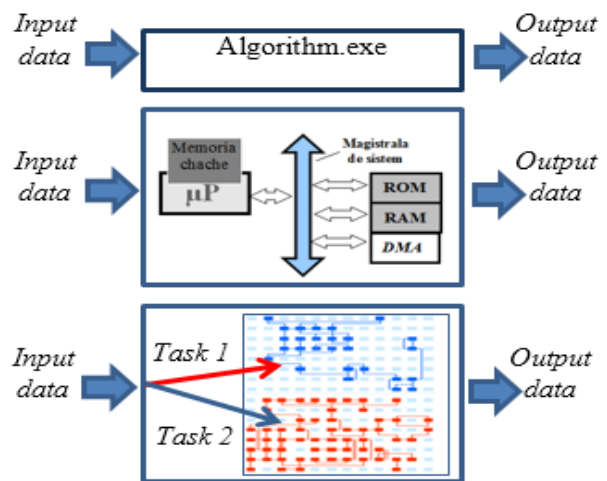 Input
data
Algorithm.exe
Output
data
Input
data
Memoria
chache
μP
Magistrala
de sistem
ROM
RAM
DMA
Output
data
Input
data
Task 1
Task 2
Output
data